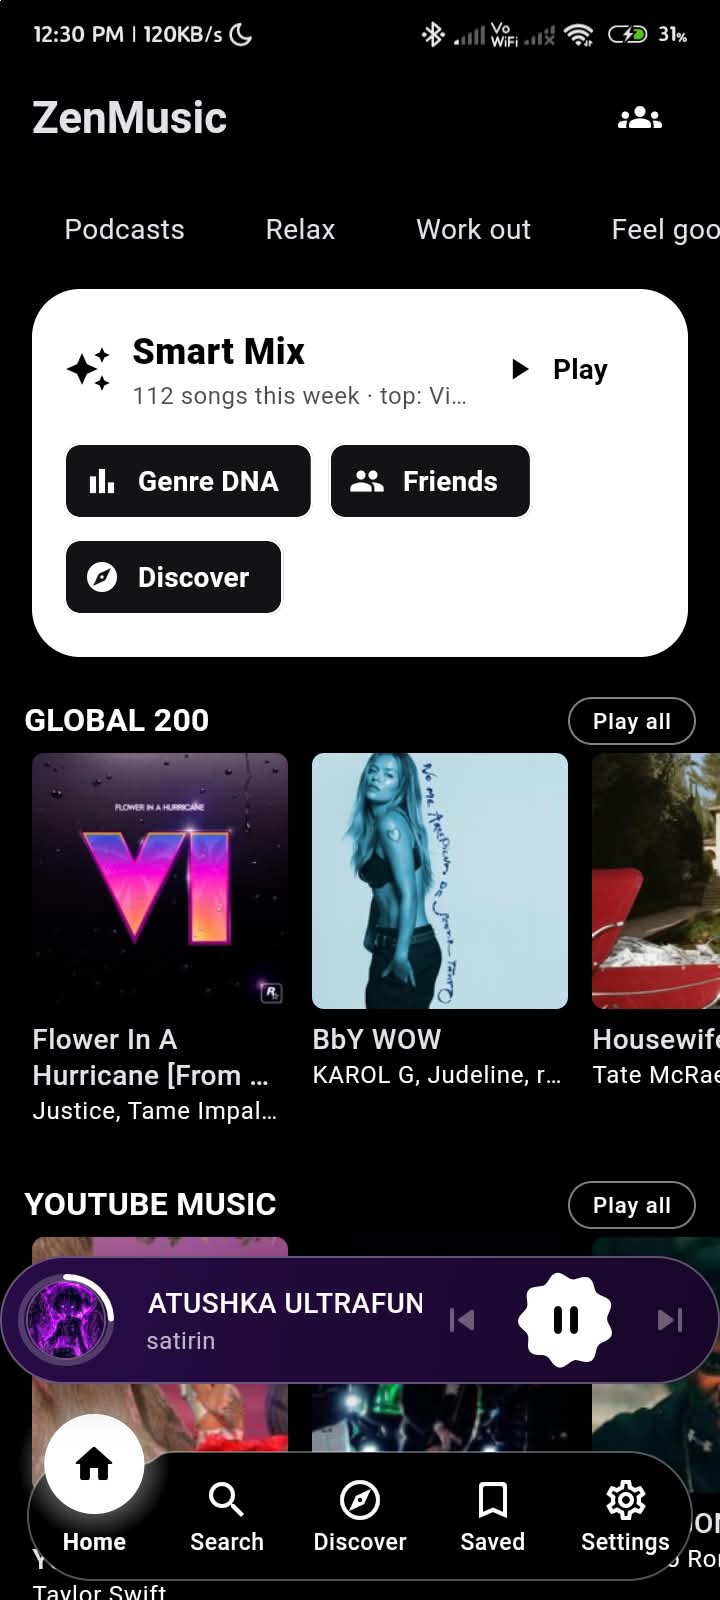 12:30 PM | 120KB/s
Vo
WiFi
31%
ZenMusic
Podcasts
Relax
Work out
Feel goo
Smart Mix
112 songs this week · top: Vi...
Play
Genre DNA
Friends
Discover
GLOBAL 200
Play all
FLOWER IN A HURRICANE
VI
R
Flower In A
Hurricane [From ...
Justice, Tame Impal...
BbY WOW
KAROL G, Judeline, r...
Housewife
Tate McRae
YOUTUBE MUSIC
Play all
ATUSHKA ULTRAFUN
satirin
Home
Search
Discover
Saved
Settings
Taylor Swift